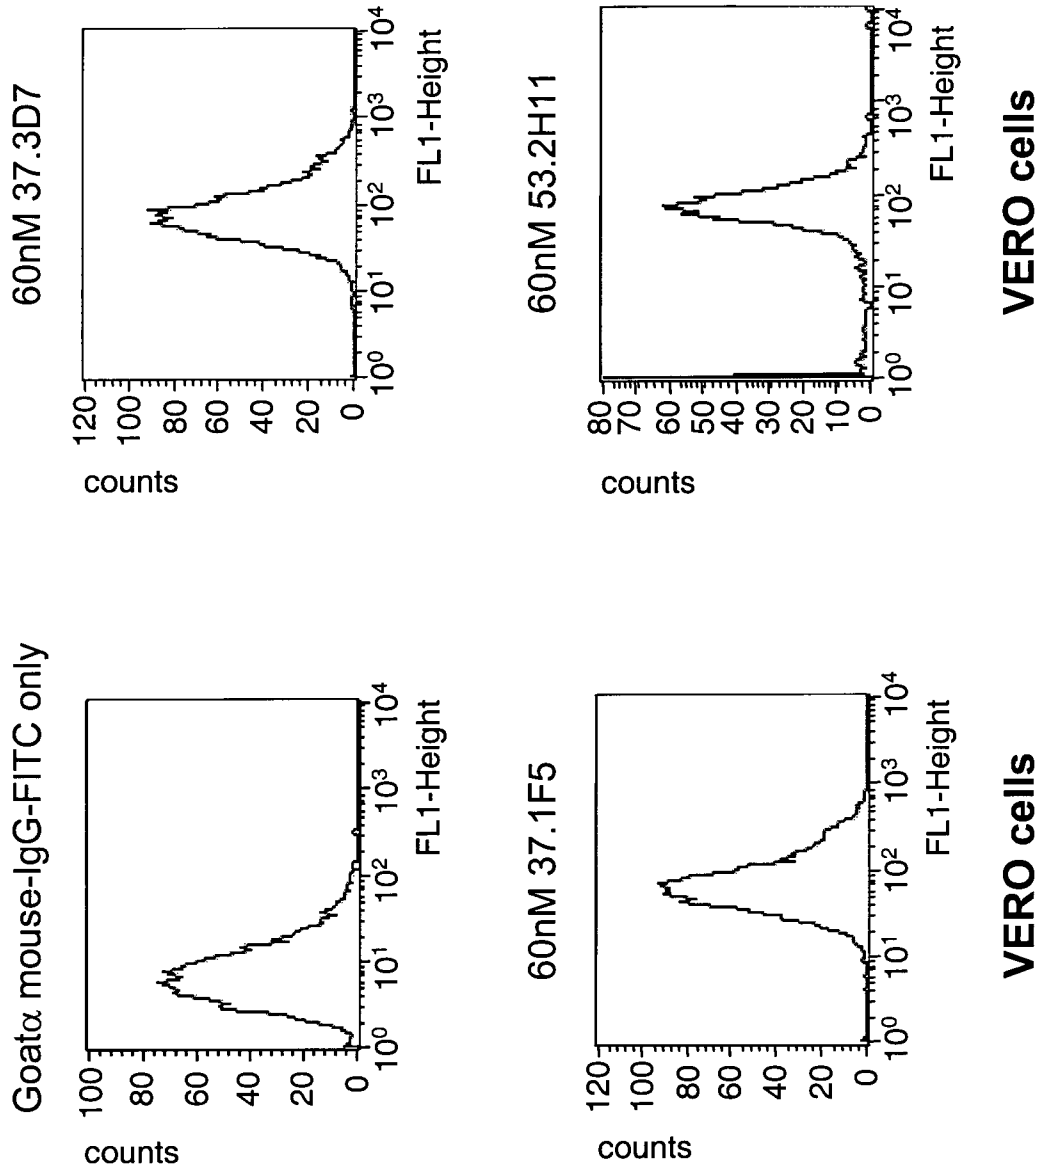 Goatα mouse-IgG-FITC only
counts
100
80
60
40
20
0
10⁰ 10¹ 10² 10³ 10⁴
FL1-Height
60nM 37.3D7
counts
120
100
80
60
40
20
0
10⁰ 10¹ 10² 10³ 10⁴
FL1-Height
60nM 37.1F5
counts
120
100
80
60
40
20
0
10⁰ 10¹ 10² 10³ 10⁴
FL1-Height
VERO cells
60nM 53.2H11
counts
80
70
60
50
40
30
20
10
0
10⁰ 10¹ 10² 10³ 10⁴
FL1-Height
VERO cells